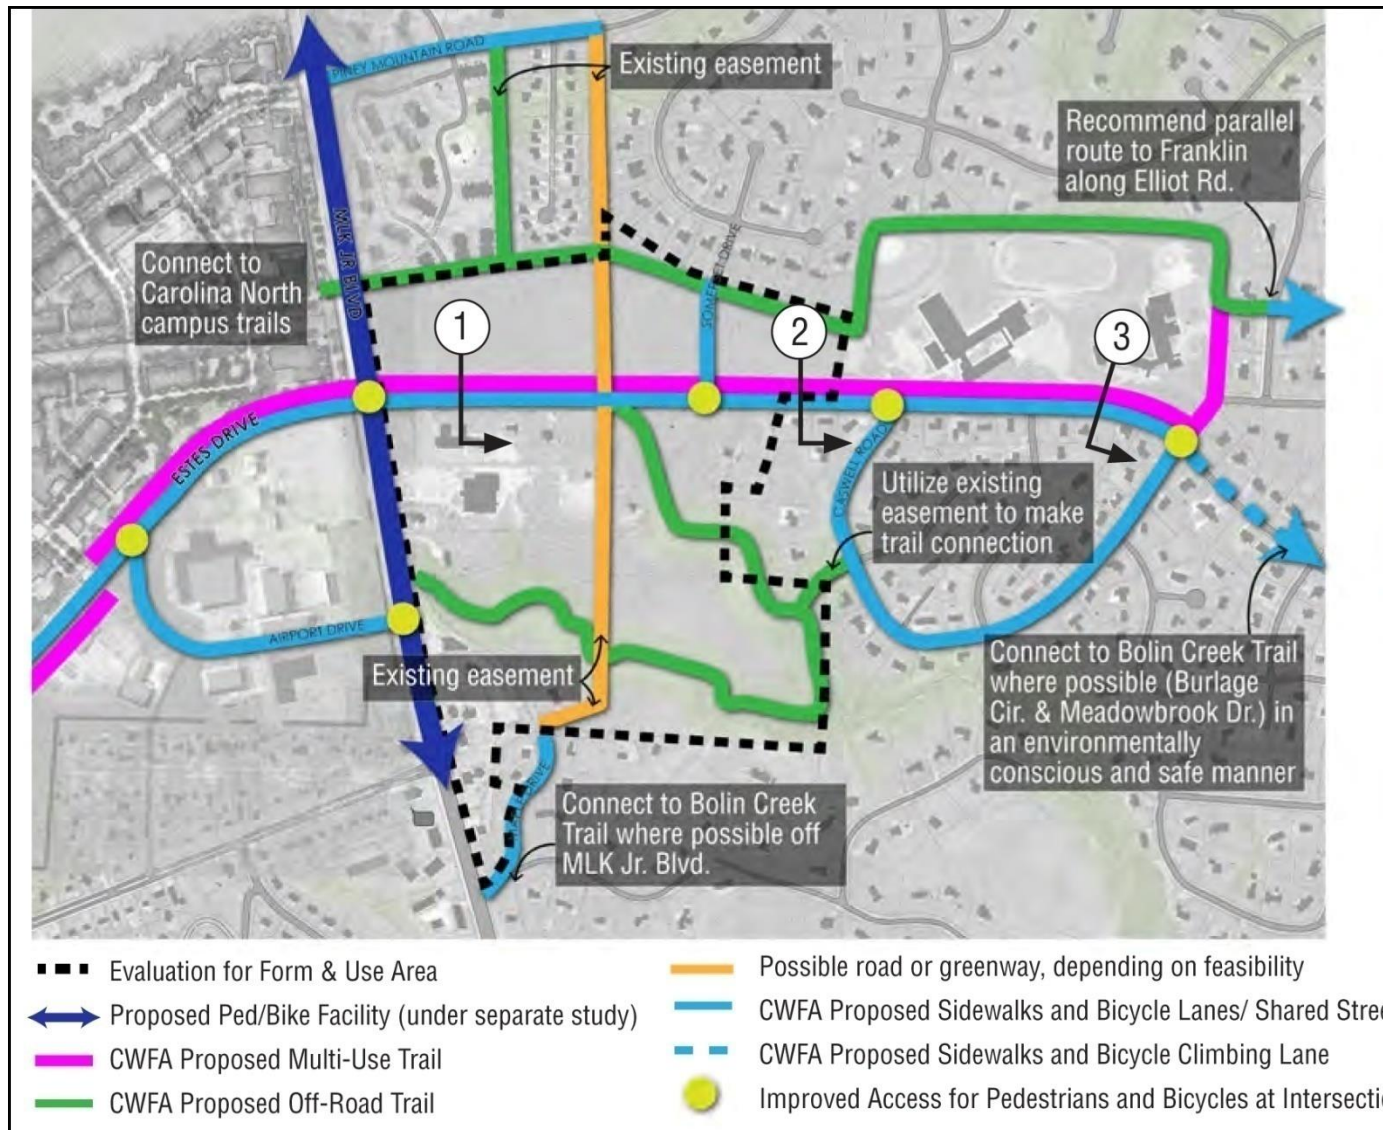 PINEY MOUNTAIN ROAD
Existing easement
Recommend parallel
route to Franklin
along Elliot Rd.
MLK JR BLVD
SOMERSET DRIVE
Connect to
Carolina North
campus trails
1
2
3
ESTES DRIVE
CASWELL ROAD
Utilize existing
easement to make
trail connection
AIRPORT DRIVE
Existing easement
Connect to Bolin Creek Trail
where possible (Burlage
Cir. & Meadowbrook Dr.) in
an environmentally
conscious and safe manner
DRIVE
Connect to Bolin Creek
Trail where possible off
MLK Jr. Blvd.
Evaluation for Form & Use Area
Proposed Ped/Bike Facility (under separate study)
CWFA Proposed Multi-Use Trail
CWFA Proposed Off-Road Trail
Possible road or greenway, depending on feasibility
CWFA Proposed Sidewalks and Bicycle Lanes/ Shared Stree
CWFA Proposed Sidewalks and Bicycle Climbing Lane
Improved Access for Pedestrians and Bicycles at Intersecti